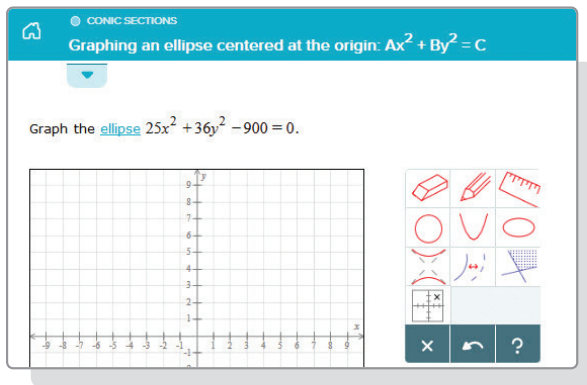 CONIC SECTIONS
Graphing an ellipse centered at the origin: Ax² + By² = C
Graph the ellipse 25x² + 36y² − 900 = 0.
y
9
8
7
6
5
4
3
2
1
x
-9 -8 -7 -6 -5 -4 -3 -2 -1 1 2 3 4 5 6 7 8 9
-1
×
× ?